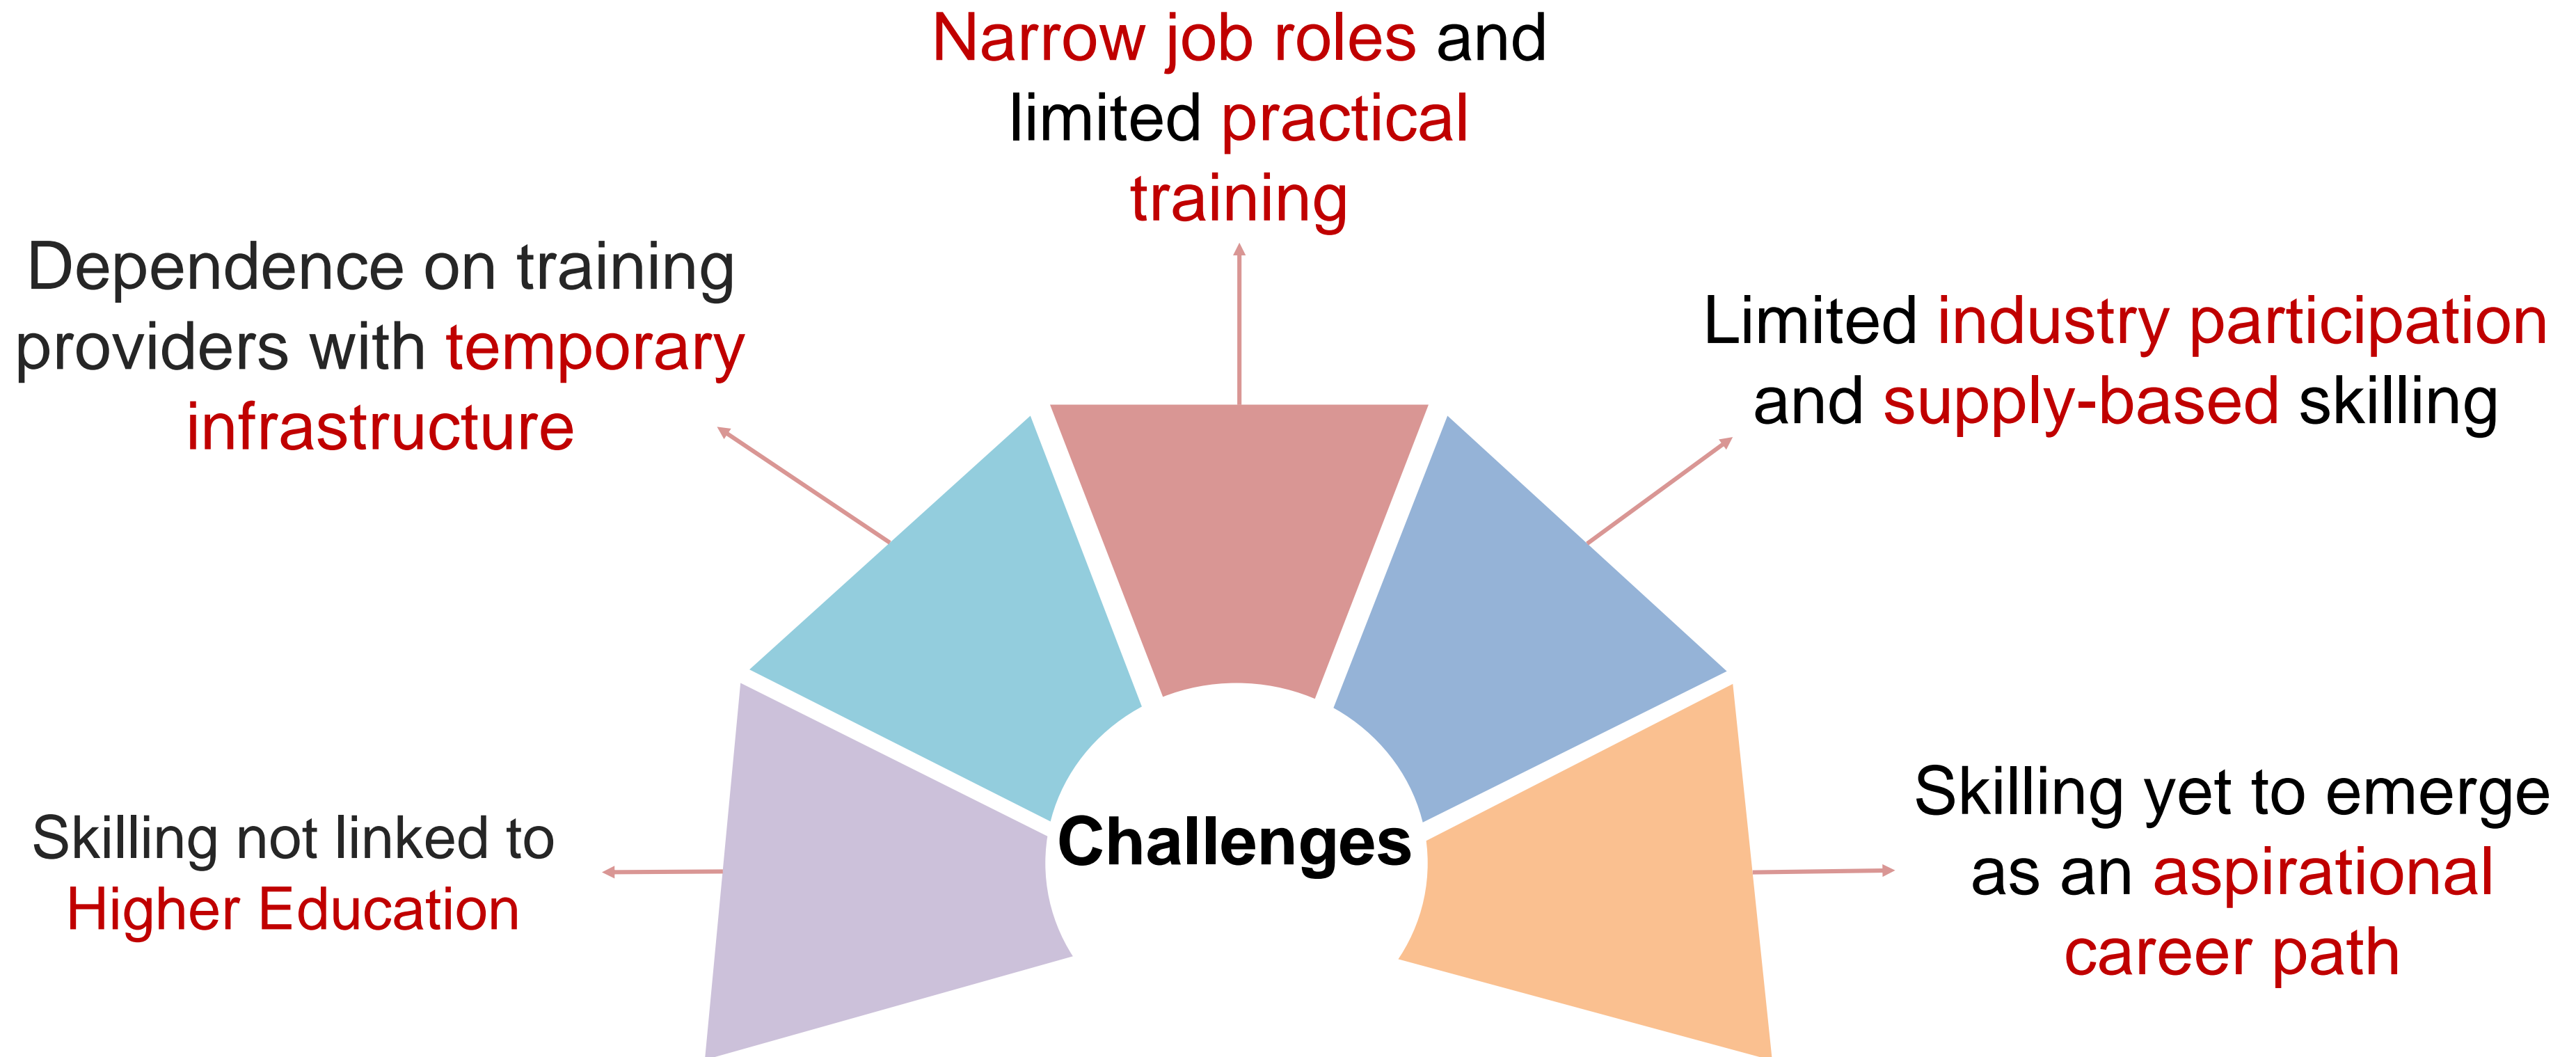 Narrow job roles and
limited practical
training
Dependence on training
providers with temporary
infrastructure
Limited industry participation
and supply-based skilling
Skilling not linked to
Higher Education
Challenges
Skilling yet to emerge
as an aspirational
career path